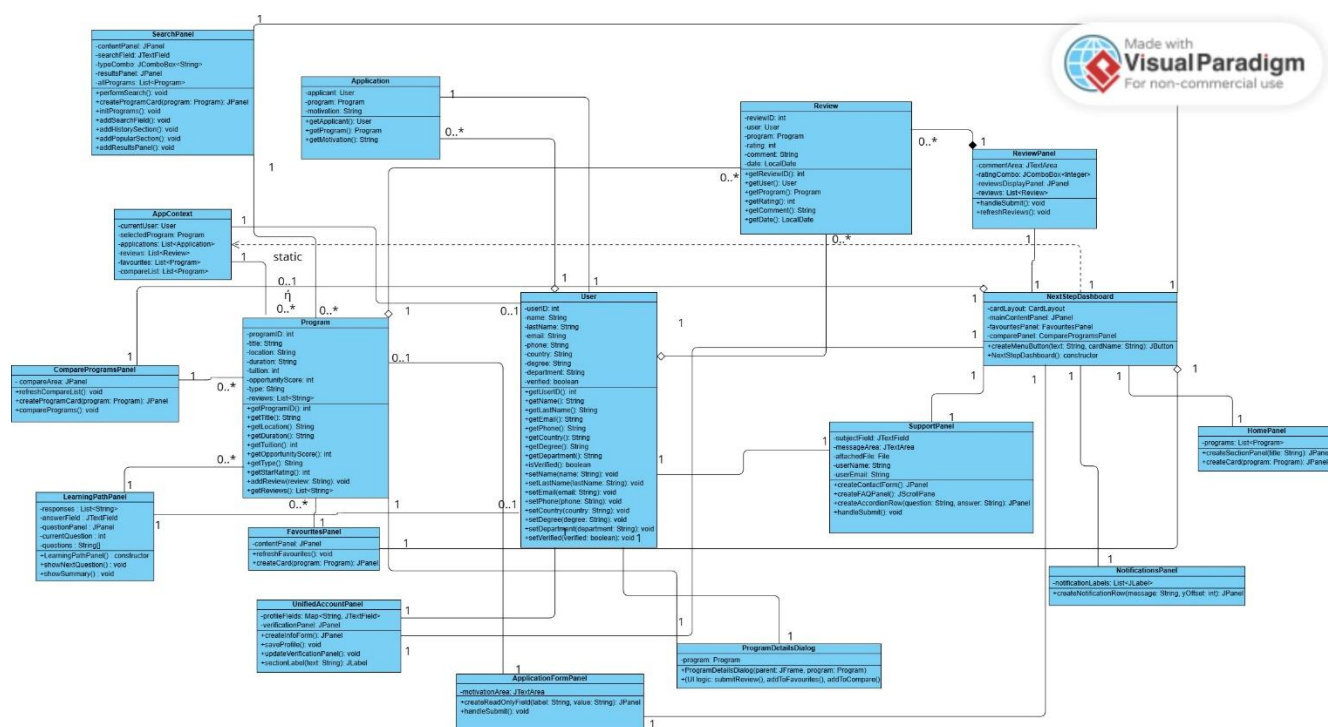 Made with
Visual Paradigm
For non-commercial use
SearchPanel
-contentPanel: JPanel
-searchField: JTextField
-typeCombo: JComboBox<String>
-resultsPanel: JPanel
-allPrograms: List<Program>
+performSearch(): void
+createProgramCard(program: Program): JPanel
+initPrograms(): void
+addSearchField(): void
+addHistorySection(): void
+addPopularSection(): void
+addResultsPanel(): void
Application
-applicant: User
-program: Program
-motivation: String
+getApplicant(): User
+getProgram(): Program
+getMotivation(): String
Review
-reviewID: int
-user: User
-program: Program
-rating: int
-comment: String
-date: LocalDate
+getReviewID(): int
+getUser(): User
+getProgram(): Program
+getRating(): int
+getComment(): String
+getDate(): LocalDate
ReviewPanel
-commentArea: JTextArea
-ratingCombo: JComboBox<Integer>
-reviewsDisplayPanel: JPanel
-reviews: List<Review>
+handleSubmit(): void
+refreshReviews(): void
AppContext
-currentUser: User
-selectedProgram: Program
-applications: List<Application>
-reviews: List<Review>
-favourites: List<Program>
-compareList: List<Program>
static
0..1
ή
0..*
Program
-programID: int
-title: String
-location: String
-duration: String
-tuition: int
-opportunityScore: int
-type: String
-reviews: List<String>
+getProgramID(): int
+getTitle(): String
+getLocation(): String
+getDuration(): String
+getTuition(): int
+getOpportunityScore(): int
+getType(): String
+getStarRating(): int
+addReview(review: String): void
+getReviews(): List<String>
User
-userID: int
-name: String
-lastName: String
-email: String
-phone: String
-country: String
-degree: String
-department: String
-verified: boolean
+getUserID(): int
+getName(): String
+getLastName(): String
+getEmail(): String
+getPhone(): String
+getCountry(): String
+getDegree(): String
+getDepartment(): String
+isVerified(): boolean
+setName(name: String): void
+setLastName(lastName: String): void
+setEmail(email: String): void
+setPhone(phone: String): void
+setCountry(country: String): void
+setDegree(degree: String): void
+setDepartment(department: String): void
+setVerified(verified: boolean): void
NextStepDashboard
-cardLayout: CardLayout
-mainContentPanel: JPanel
-favouritesPanel: FavouritesPanel
-comparePanel: CompareProgramsPanel
+createMenuButton(text: String, cardName: String): JButton
+NextStepDashboard(): constructor
CompareProgramsPanel
- compareArea: JPanel
+refreshCompareList(): void
+createProgramCard(program: Program): JPanel
+comparePrograms(): void
SupportPanel
-subjectField: JTextField
-messageArea: JTextArea
-attachedFile: File
-userName: String
-userEmail: String
+createContactForm(): JPanel
+createFAQPanel(): JScrollPane
+createAccordionRow(question: String, answer: String): JPanel
+handleSubmit(): void
HomePanel
-programs: List<Program>
+createSectionPanel(title: String): JPanel
+createCard(program: Program): JPanel
LearningPathPanel
-responses : List<String>
-answerField : JTextField
-questionPanel : JPanel
-currentQuestion : int
-questions : String[]
+LearningPathPanel() : constructor
+showNextQuestion() : void
+showSummary() : void
FavouritesPanel
-contentPanel: JPanel
+refreshFavourites(): void
+createCard(program: Program): JPanel
NotificationsPanel
-notificationLabels: List<JLabel>
+createNotificationRow(message: String, yOffset: int): JPanel
UnifiedAccountPanel
-profileFields: Map<String, JTextField>
-verificationPanel: JPanel
+createInfoForm(): JPanel
+saveProfile(): void
+updateVerificationPanel(): void
+sectionLabel(text: String): JLabel
ProgramDetailsDialog
-program: Program
+ProgramDetailsDialog(parent: JFrame, program: Program)
+(UI logic: submitReview(), addToFavourites(), addToCompare()
ApplicationFormPanel
-motivationArea: JTextArea
+createReadOnlyField(label: String, value: String): JPanel
+handleSubmit(): void